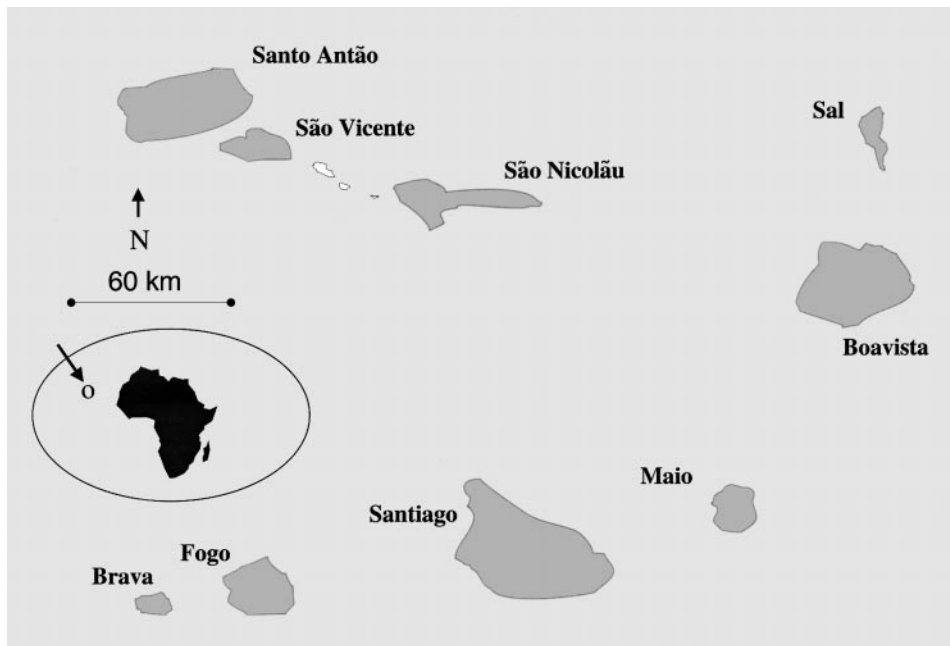 Santo Antão
São Vicente
Sal
São Nicolãu
N
60 km
Boavista
O
Maio
Santiago
Fogo
Brava